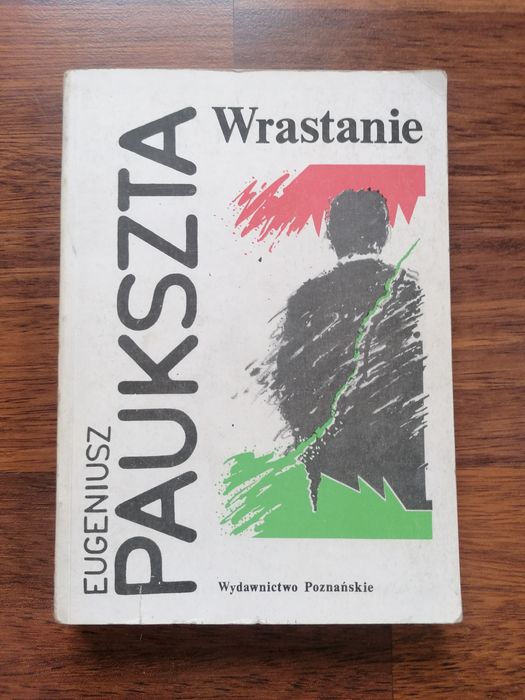 EUGENIUSZ
PAUKSZTA
Wrastanie
Wydawnictwo Poznańskie